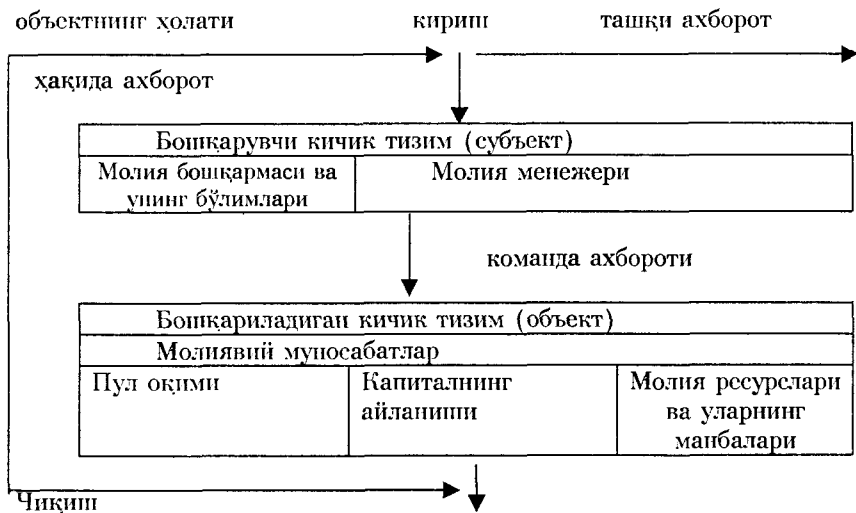 объектнинг ҳолати кириш ташқи ахборот
ҳақида ахборот
Бошқарувчи кичик тизим (субъект)
Молия бошқармаси ва Молия менежери
унинг бўлимлари
команда ахбороти
Бошқариладиган кичик тизим (объект)
Молиявий муносабатлар
Пул оқими Капиталнинг Молия ресурслари
айланиши ва уларнинг
манбалари
Чиқиш